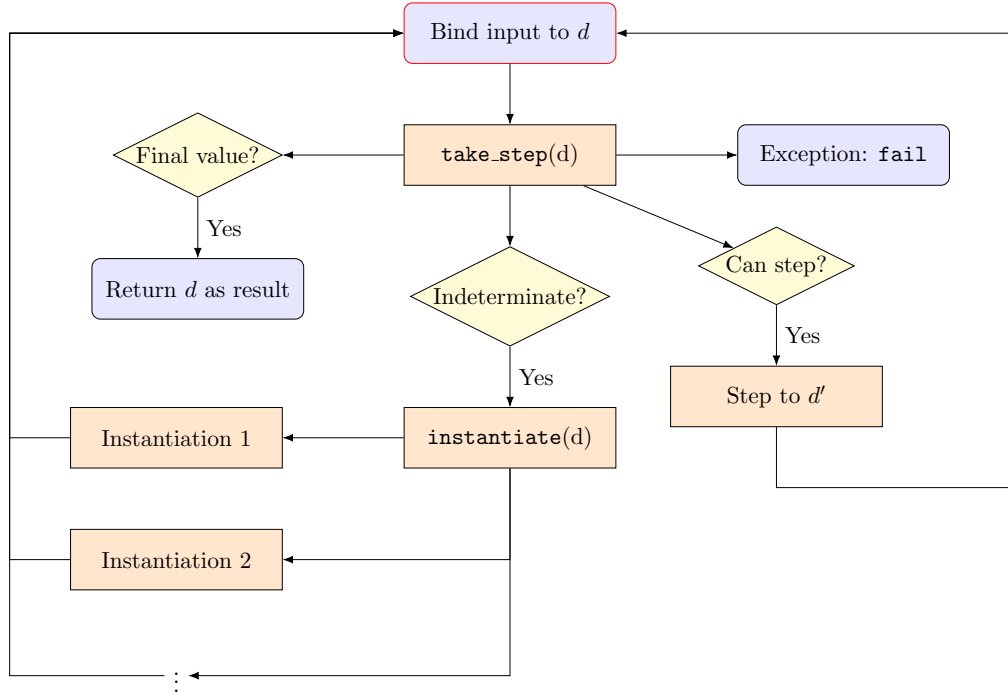 Bind input to d
Final value?
take_step(d)
Exception: fail
Yes
Can step?
Return d as result
Indeterminate?
Yes
Yes
Step to d′
Instantiation 1
instantiate(d)
Instantiation 2
⋮